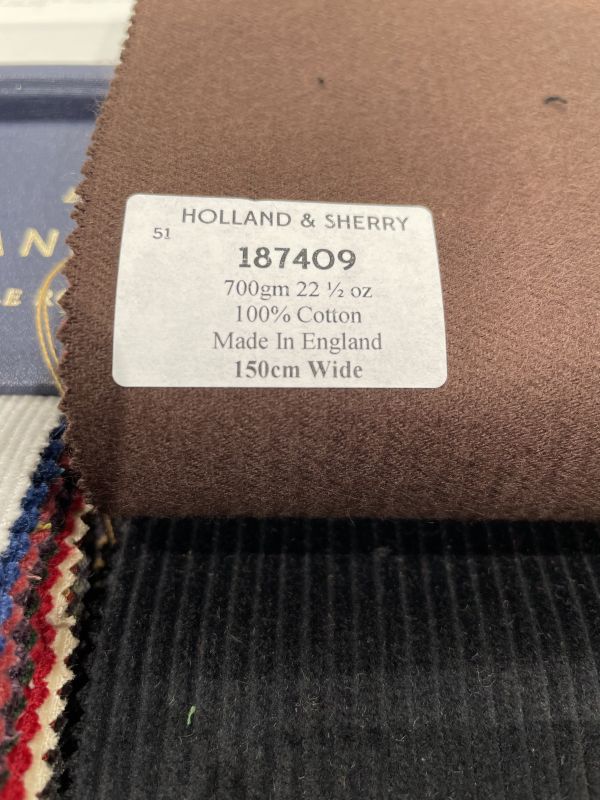 HOLLAND & SHERRY
51
187409
700gm 22 ½ oz
100% Cotton
Made In England
150cm Wide